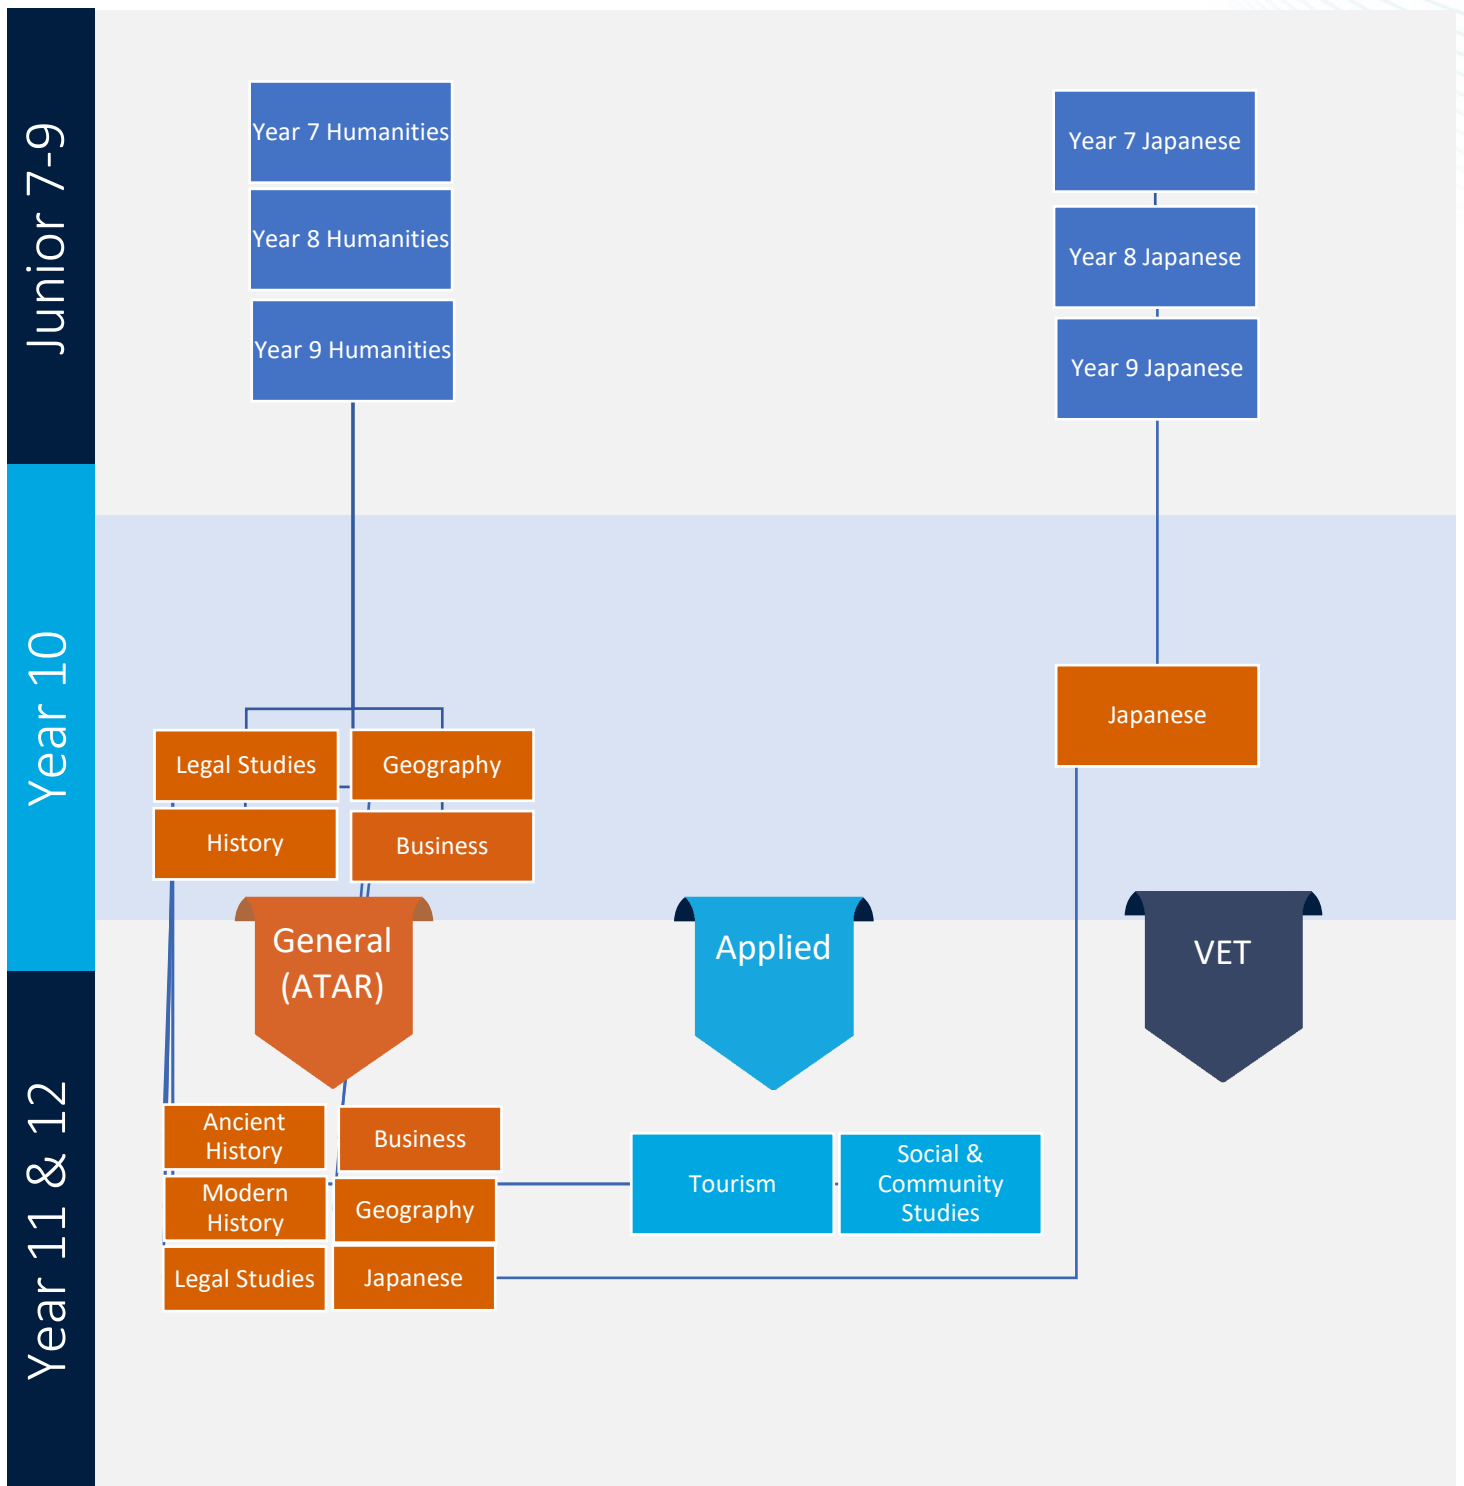 Junior 7-9
Year 7 Humanities
Year 8 Humanities
Year 9 Humanities
Year 7 Japanese
Year 8 Japanese
Year 9 Japanese
Year 10
Legal Studies
Geography
History
Business
Japanese
General
(ATAR)
Applied
VET
Year 11 & 12
Ancient
History
Business
Modern
History
Geography
Legal Studies
Japanese
Tourism
Social &
Community
Studies